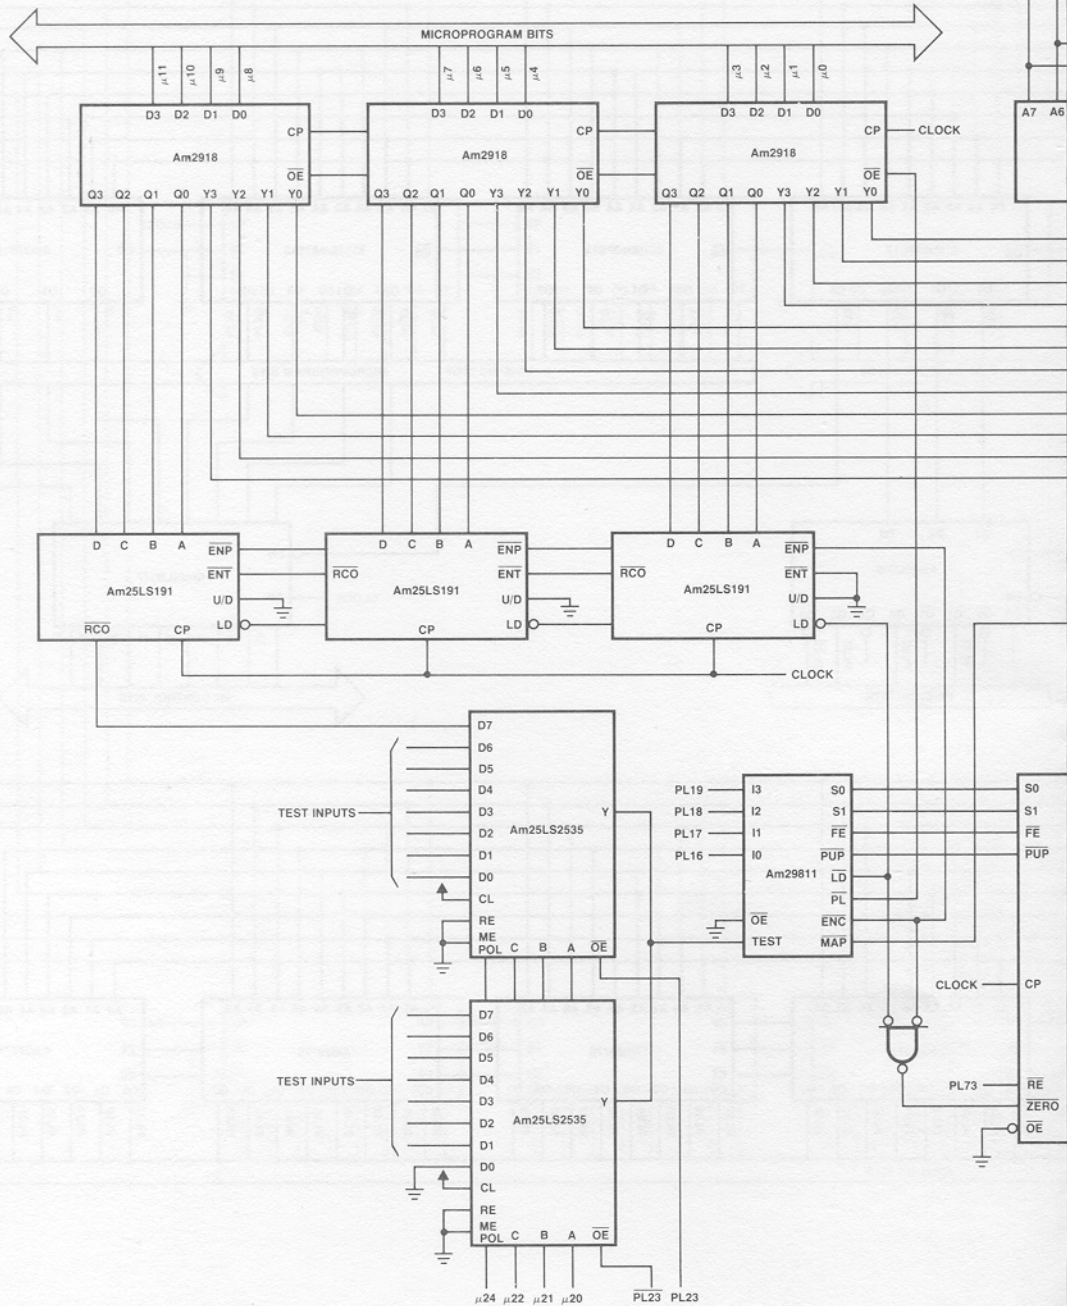 MICROPROGRAM BITS
μ11 μ10 μ9 μ8 μ7 μ6 μ5 μ4 μ3 μ2 μ1 μ0
D3 D2 D1 D0 D3 D2 D1 D0 D3 D2 D1 D0 A7 A6
CP CP CP CLOCK
Am2918 Am2918 Am2918
OE OE OE
Q3 Q2 Q1 Q0 Y3 Y2 Y1 Y0 Q3 Q2 Q1 Q0 Y3 Y2 Y1 Y0 Q3 Q2 Q1 Q0 Y3 Y2 Y1 Y0
D C B A ENP D C B A ENP D C B A ENP
ENT RCO ENT RCO ENT
Am25LS191 U/D Am25LS191 U/D Am25LS191 U/D
RCO CP LD CP LD CP LD
CLOCK
D7
D6
D5
D4
TEST INPUTS D3 Y
Am25LS2535
D2
D1
D0
CL
RE
ME
POL C B A OE
PL19 I3 S0 S0
PL18 I2 S1 S1
PL17 I1 FE FE
PL16 I0 PUP PUP
Am29811 LD
PL
OE ENC
TEST MAP
CLOCK CP
D7
D6
D5
TEST INPUTS D4
D3 Y
Am25LS2535
D2
D1
D0
CL
RE
ME
POL C B A OE
PL73 RE
ZERO
OE
μ24 μ22 μ21 μ20 PL23 PL23